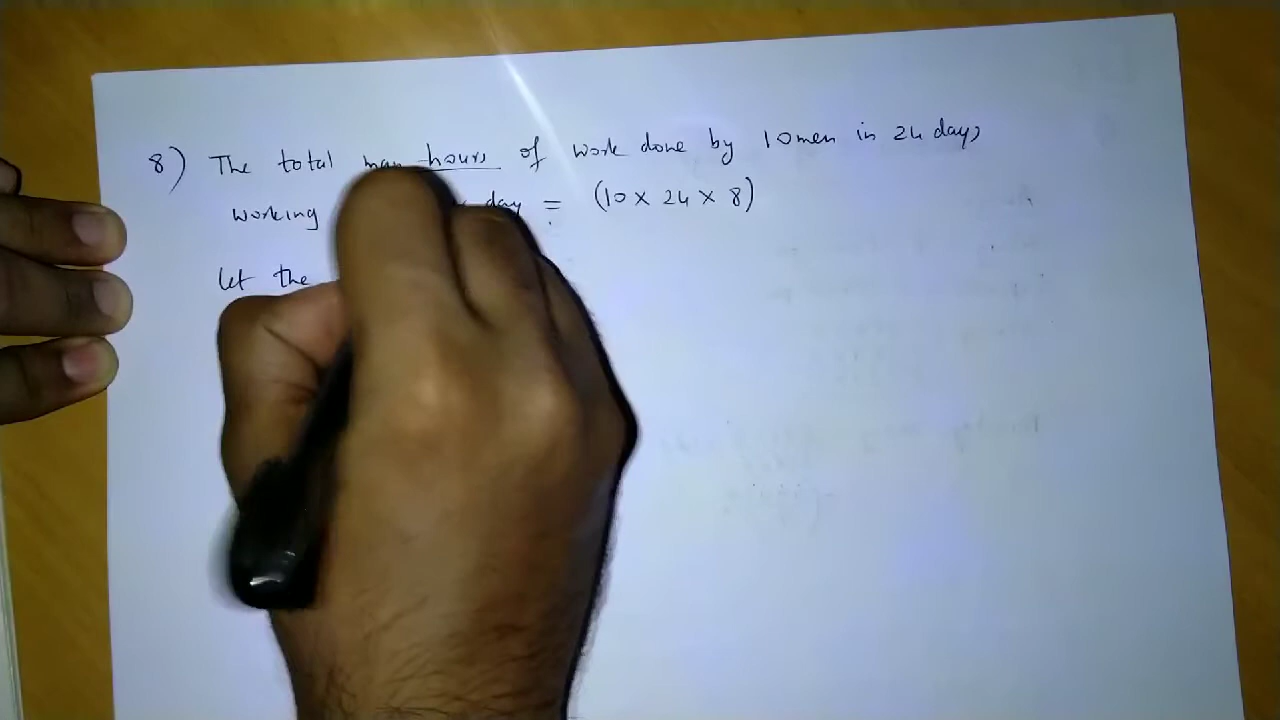 8) The total man hours of work done by 10men in 24 days
working day = (10 x 24 x 8)
Let the